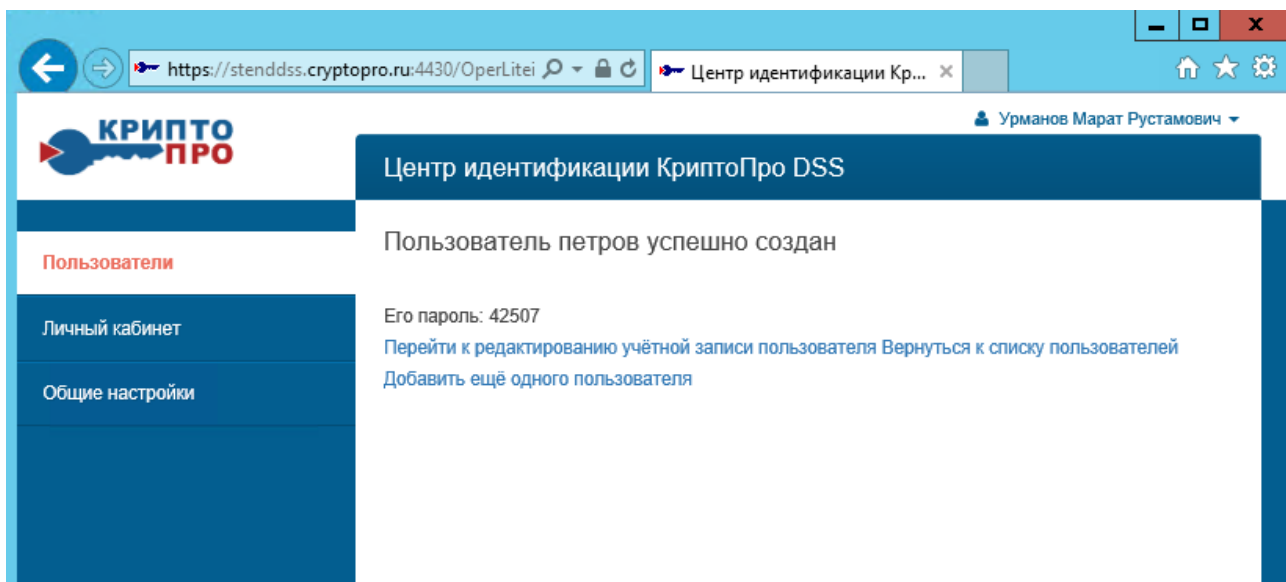 https://stenddss.cryptopro.ru:4430/OperLitei
Центр идентификации Кр...
КРИПТО
ПРО
Урманов Марат Рустамович
Центр идентификации КриптоПро DSS
Пользователи
Личный кабинет
Общие настройки
Пользователь петров успешно создан
Его пароль: 42507
Перейти к редактированию учётной записи пользователя Вернуться к списку пользователей
Добавить ещё одного пользователя